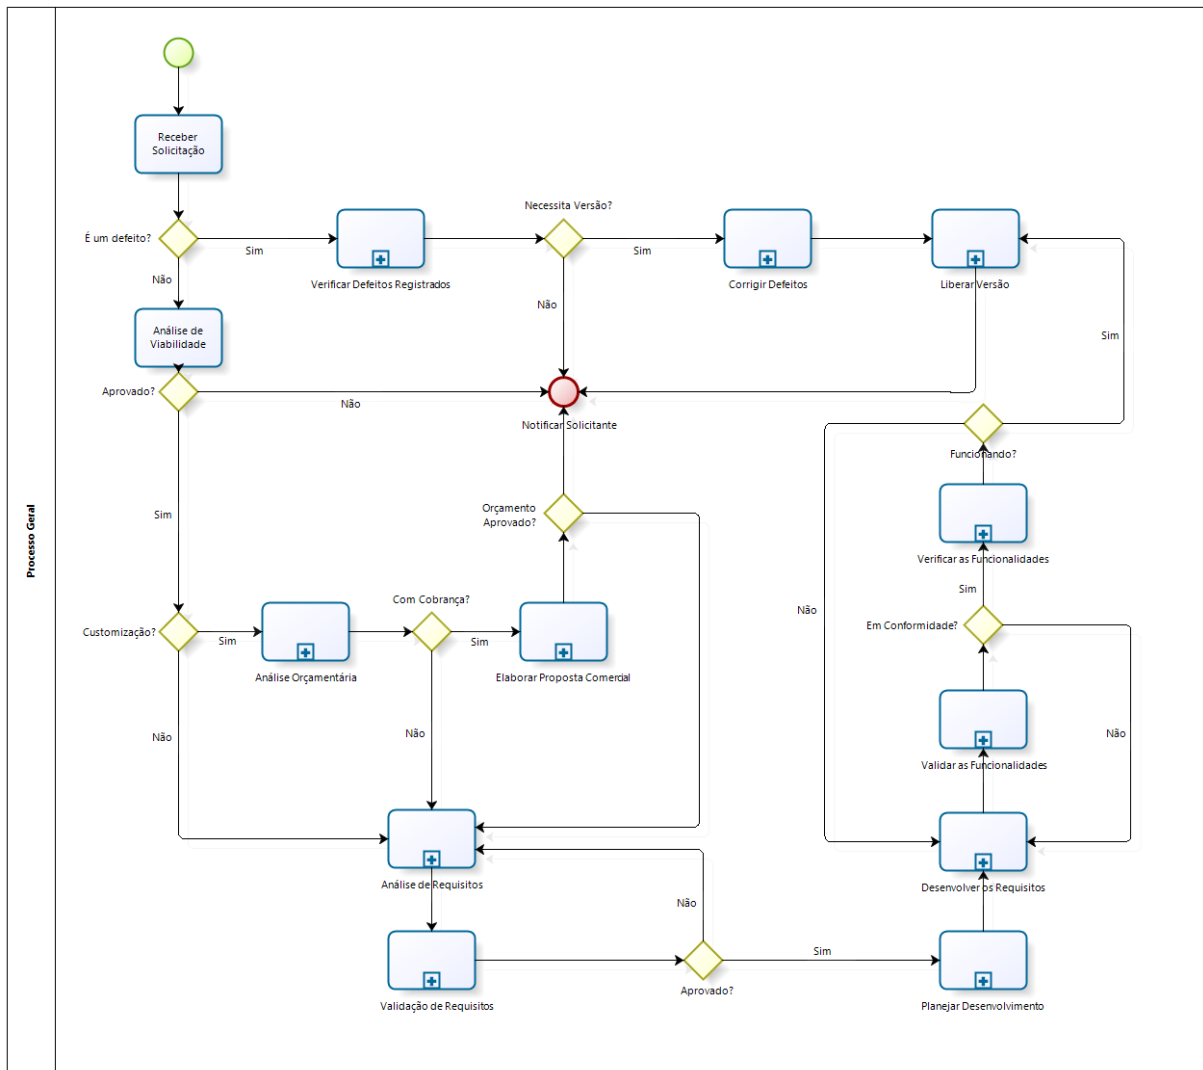 Processo Geral
Receber
Solicitação
É um defeito?
Sim
Não
Verificar Defeitos Registrados
Necessita Versão?
Sim
Não
Corrigir Defeitos
Liberar Versão
Sim
Análise de
Viabilidade
Aprovado?
Não
Sim
Notificar Solicitante
Funcionando?
Orçamento
Aprovado?
Verificar as Funcionalidades
Sim
Não
Customização?
Sim
Não
Análise Orçamentária
Com Cobrança?
Sim
Não
Elaborar Proposta Comercial
Em Conformidade?
Não
Validar as Funcionalidades
Análise de Requisitos
Desenvolver os Requisitos
Não
Sim
Validação de Requisitos
Aprovado?
Planejar Desenvolvimento